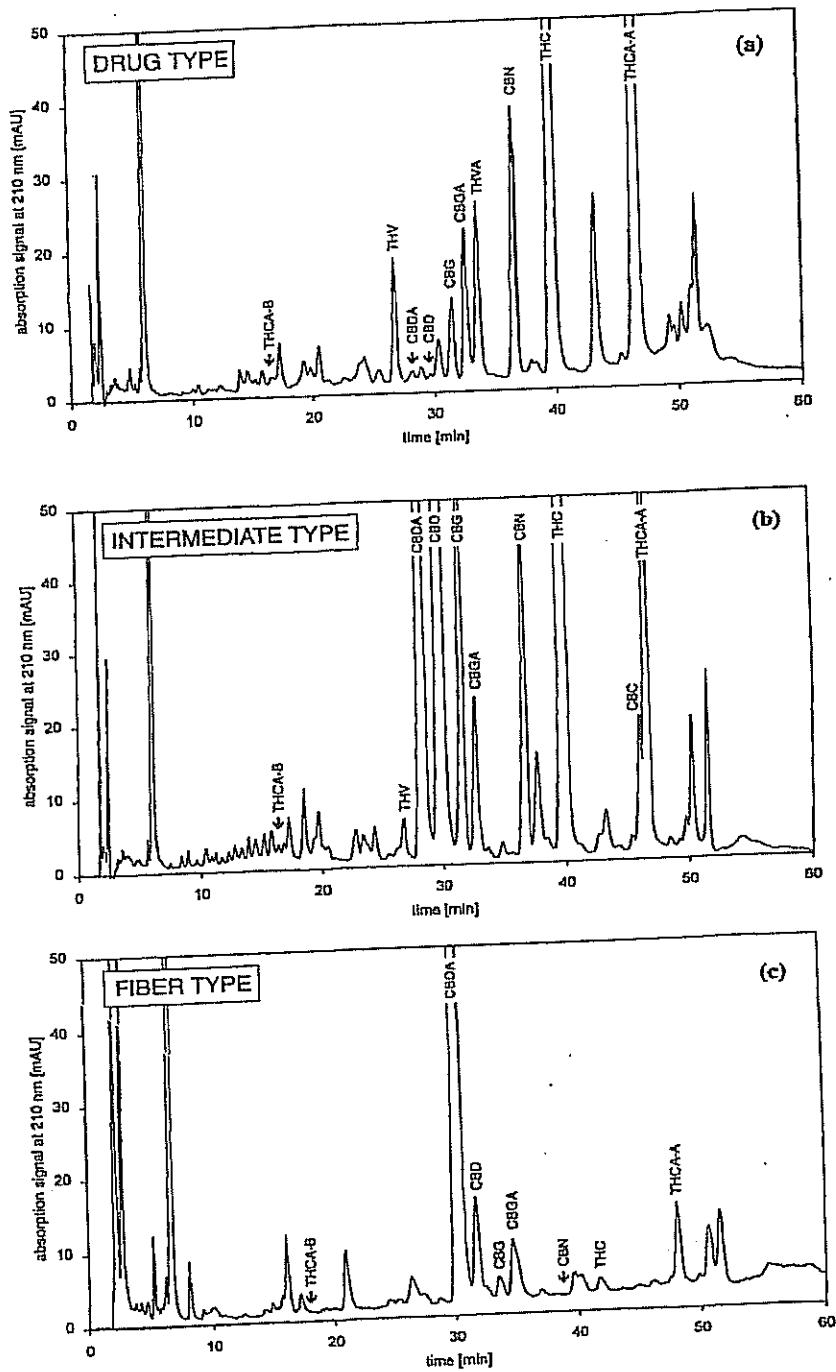 50
40
30
20
10
0
absorption signal at 210 nm [mAU]
DRUG TYPE
(a)
THCA-B
THV
CBDA
CBD
CBG
CBGA
THVA
CBN
THC
THCA-A
0 10 20 30 40 50 60
time [min]
50
40
30
20
10
0
absorption signal at 210 nm [mAU]
INTERMEDIATE TYPE
(b)
THCA-B
THV
CBDA
CBD
CBG
CBGA
CBN
THC
CBC
THCA-A
0 10 20 30 40 50 60
time [min]
50
40
30
20
10
0
absorption signal at 210 nm [mAU]
FIBER TYPE
(c)
THCA-B
CBDA
CBD
CBG
CBGA
CBN
THC
THCA-A
0 10 20 30 40 50 60
time [min]